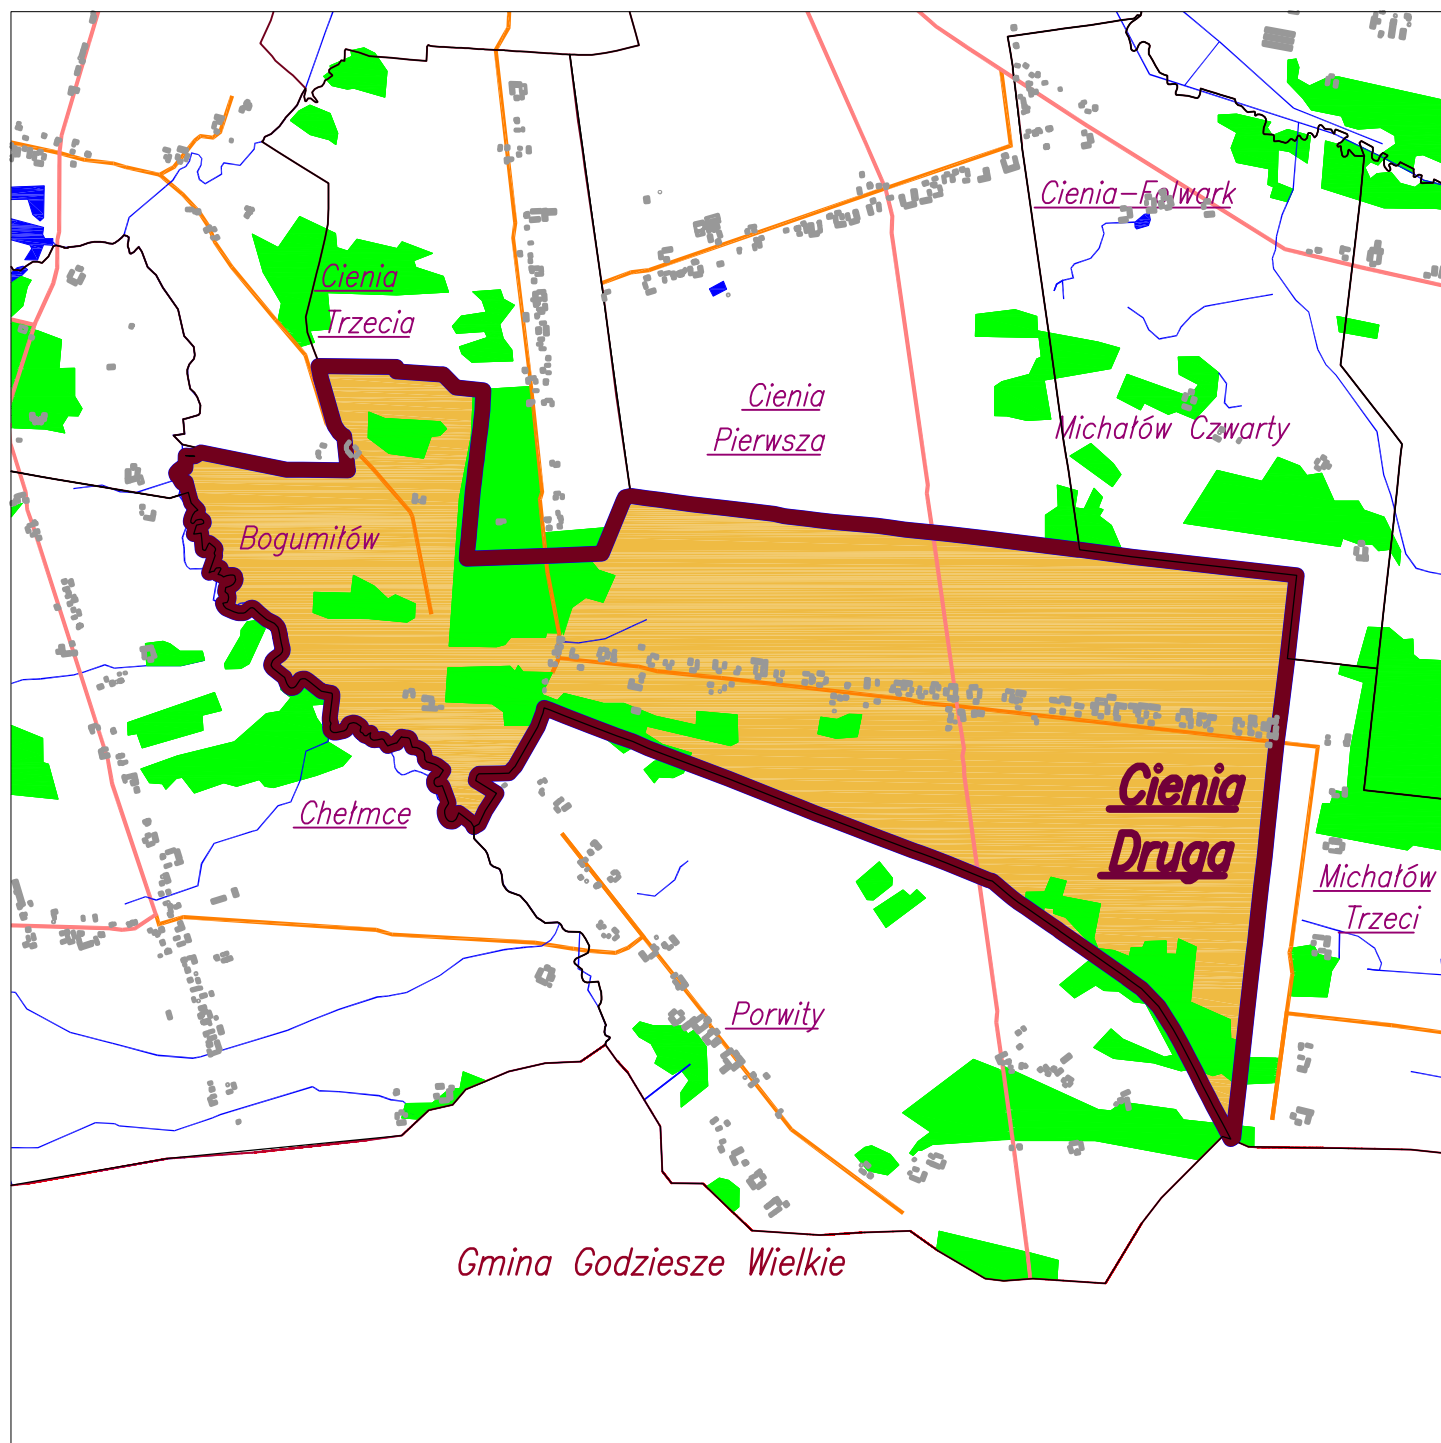 Cienia-Folwark
Cienia
Trzecia
Cienia
Pierwsza
Michałów Czwarty
Bogumiłów
Cienia
Druga
Chełmce
Michałów
Trzeci
Porwity
Gmina Godziesze Wielkie